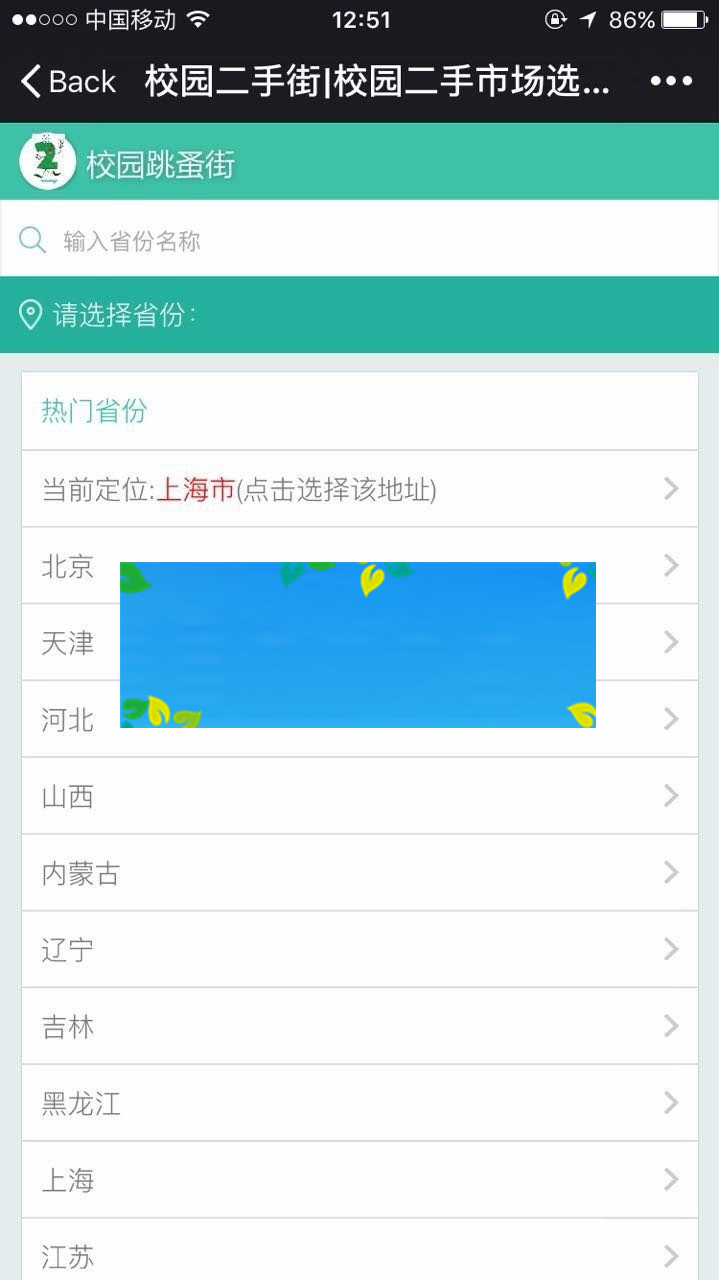 中国移动 12:51 86%
Back 校园二手街|校园二手市场选...
校园跳蚤街
输入省份名称
请选择省份:
热门省份
当前定位:上海市(点击选择该地址)
北京
天津
河北
山西
内蒙古
辽宁
吉林
黑龙江
上海
江苏